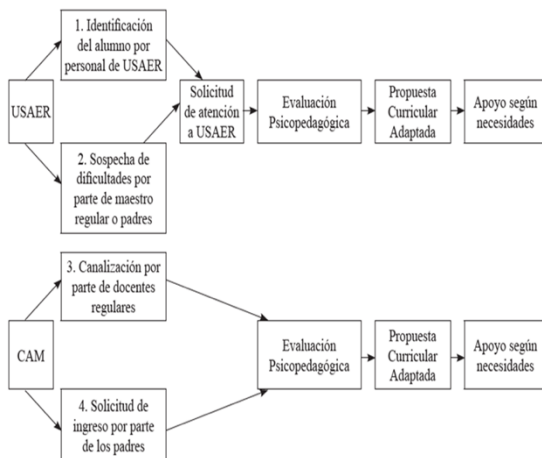 1. Identificación
del alumno por
personal de USAER
USAER
2. Sospecha de
dificultades por
parte de maestro
regular o padres
Solicitud
de atención
a USAER
Evaluación
Psicopedagógica
Propuesta
Curricular
Adaptada
Apoyo según
necesidades
3. Canalización por
parte de docentes
regulares
CAM
4. Solicitud de
ingreso por parte
de los padres
Evaluación
Psicopedagógica
Propuesta
Curricular
Adaptada
Apoyo según
necesidades